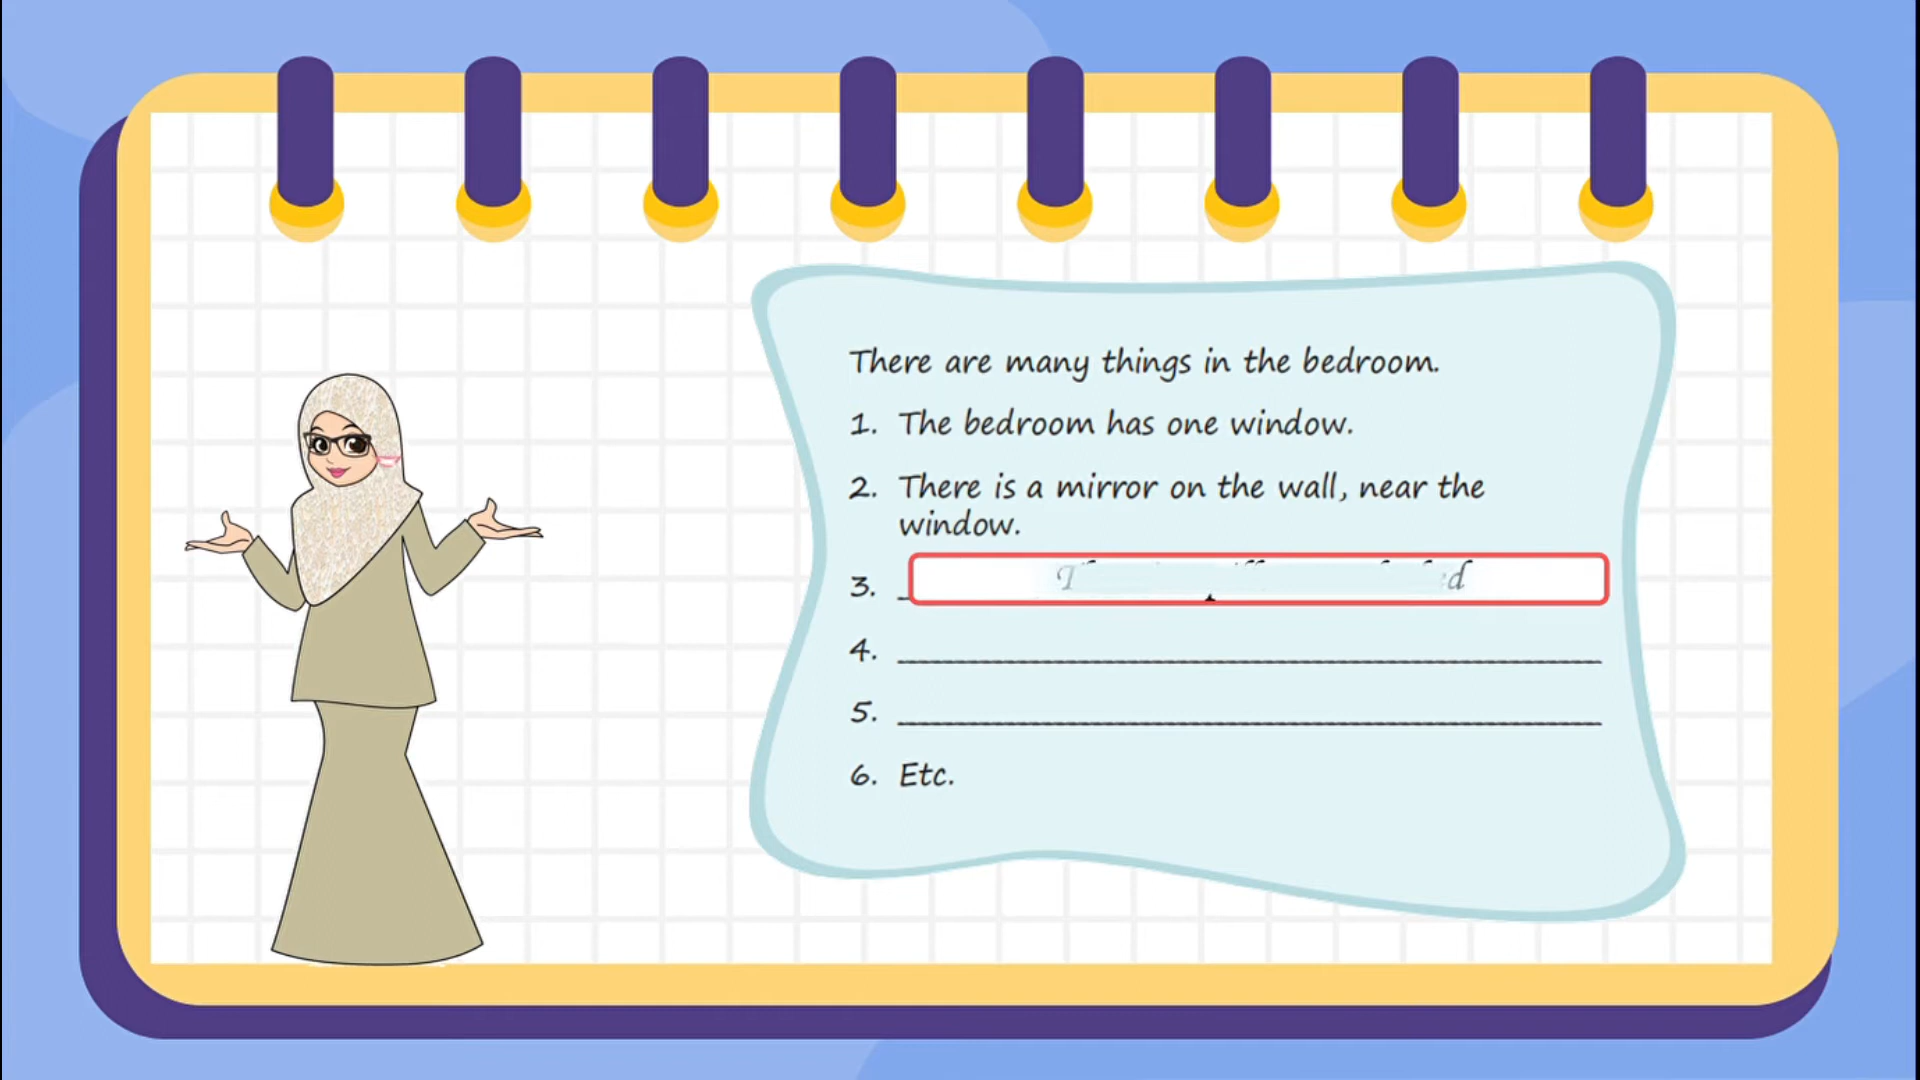 There are many things in the bedroom.
1. The bedroom has one window.
2. There is a mirror on the wall, near the
window.
3.
4.
5.
6. Etc.